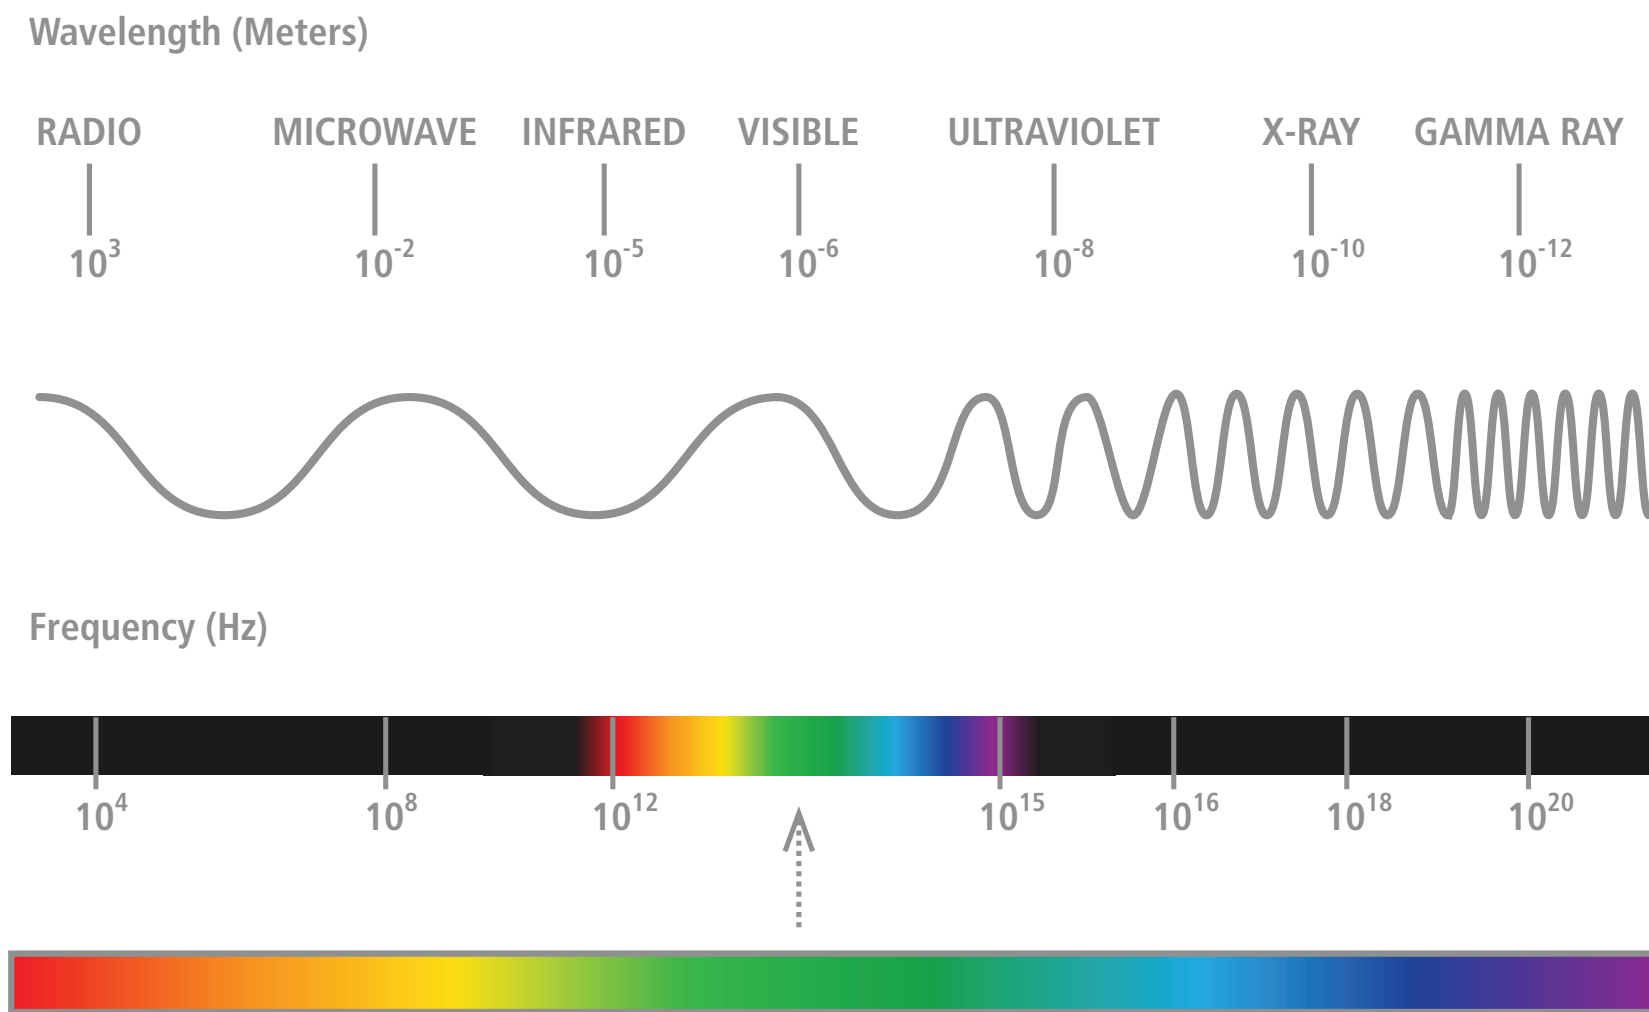 Wavelength (Meters)
RADIO MICROWAVE INFRARED VISIBLE ULTRAVIOLET X-RAY GAMMA RAY
10³ 10⁻² 10⁻⁵ 10⁻⁶ 10⁻⁸ 10⁻¹⁰ 10⁻¹²
Frequency (Hz)
10⁴ 10⁸ 10¹² 10¹⁵ 10¹⁶ 10¹⁸ 10²⁰